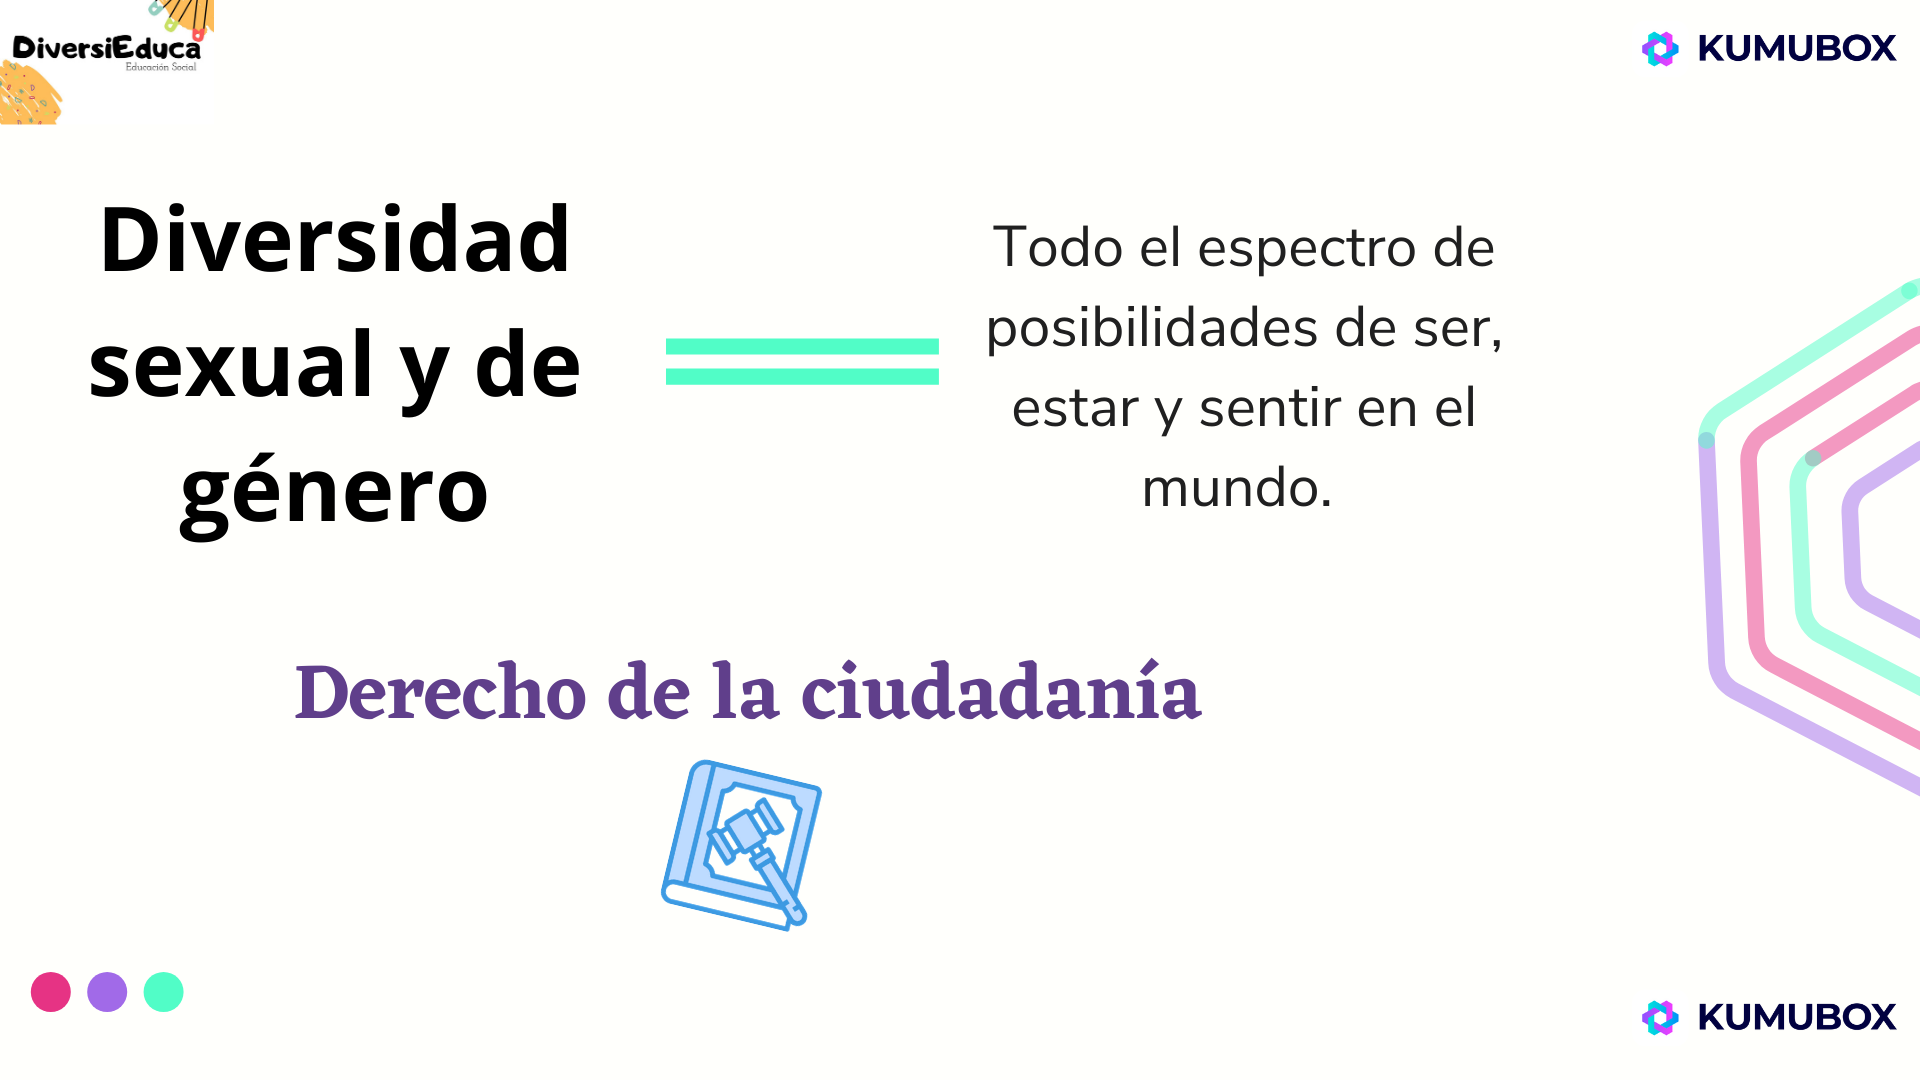 DiversiEduca
Educación Social
KUMUBOX
Diversidad
sexual y de
género
Todo el espectro de
posibilidades de ser,
estar y sentir en el
mundo.
Derecho de la ciudadanía
KUMUBOX